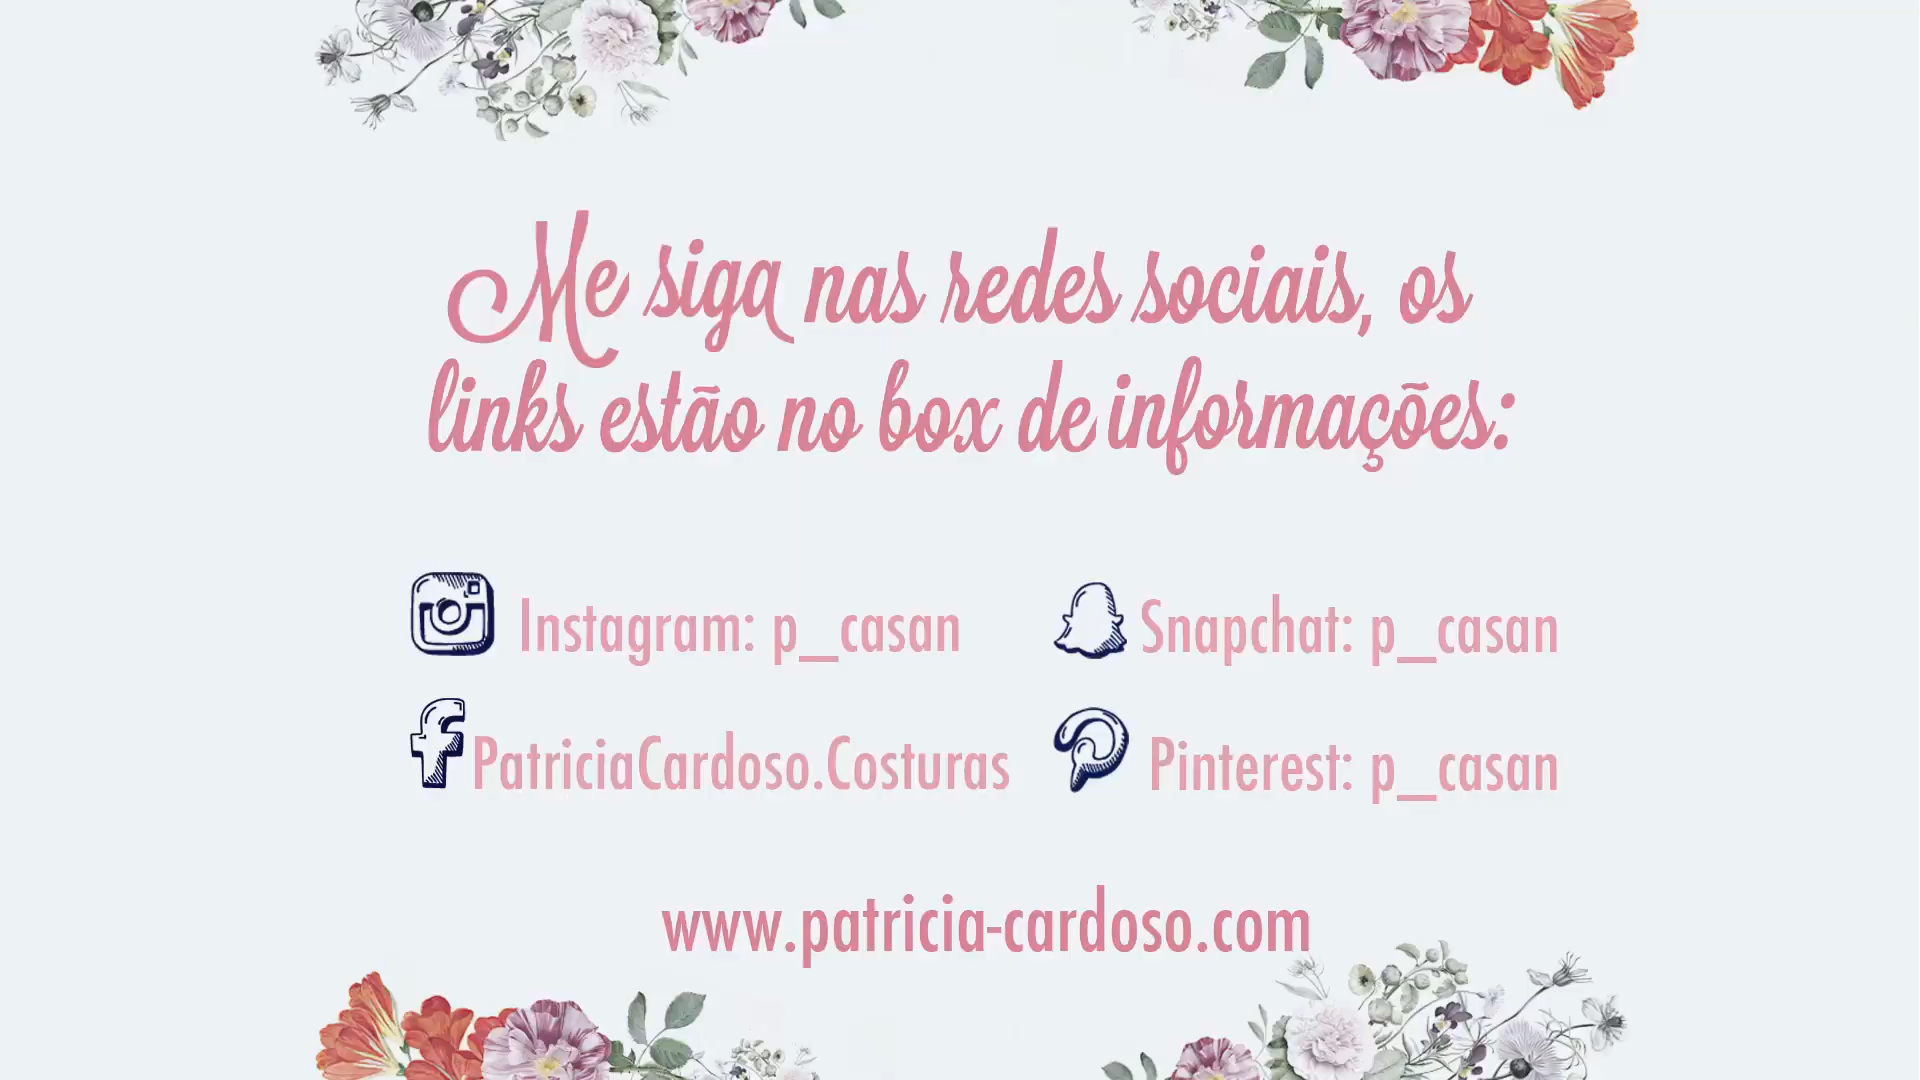 Me siga nas redes sociais, os
links estão no box de informações:
Instagram: p_casan
Snapchat: p_casan
PatriciaCardoso.Costuras
Pinterest: p_casan
www.patricia-cardoso.com